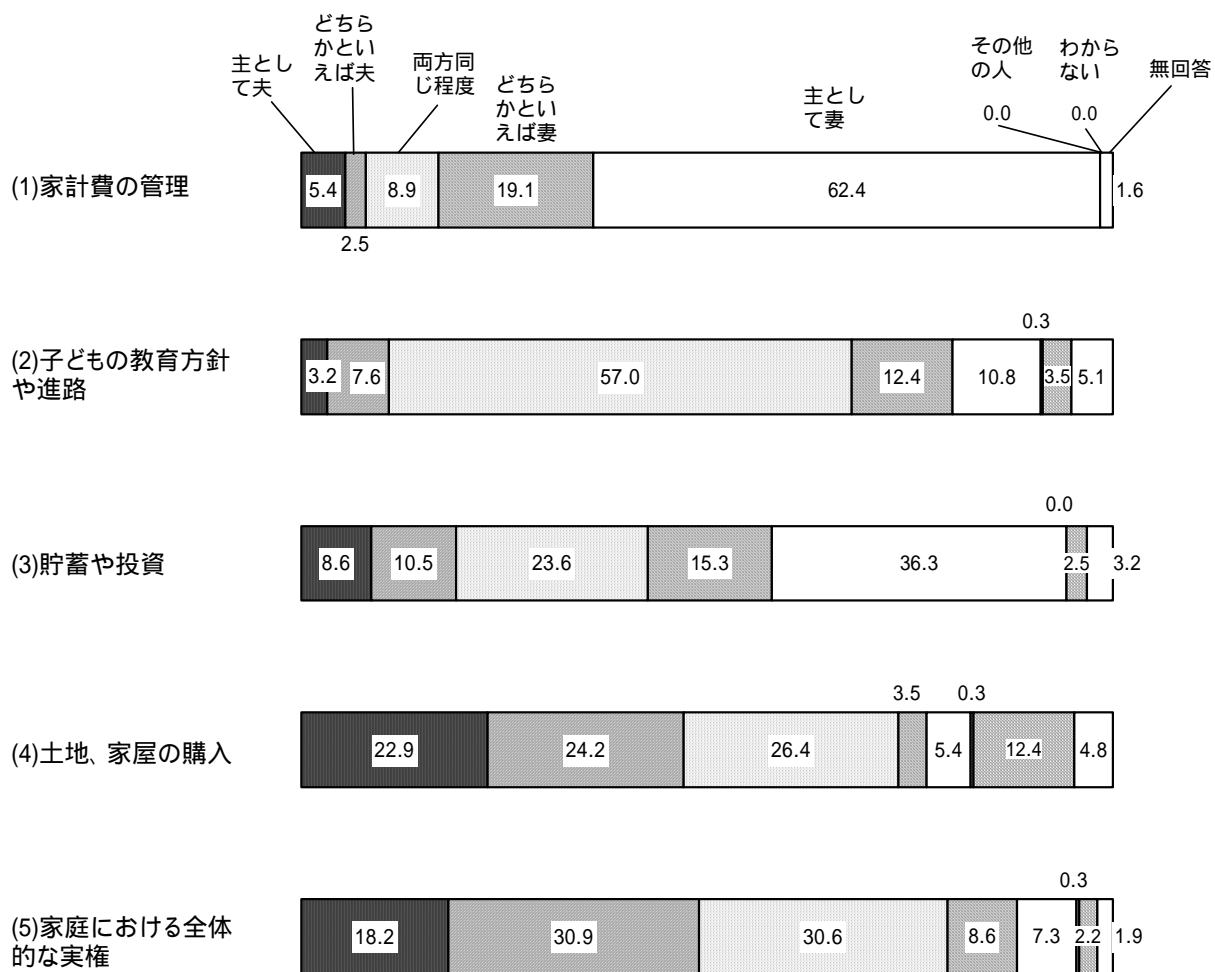 主とし
て夫
どちら
かとい
えば夫
両方同
じ程度
どちら
かとい
えば妻
主とし
て妻
その他
の人
わから
ない
無回答
0.0
0.0
(1)家計費の管理
5.4
2.5
8.9
19.1
62.4
1.6
(2)子どもの教育方針
や進路
3.2
7.6
57.0
12.4
10.8
0.3
3.5
5.1
(3)貯蓄や投資
8.6
10.5
23.6
15.3
36.3
0.0
2.5
3.2
(4)土地、家屋の購入
22.9
24.2
26.4
3.5
5.4
0.3
12.4
4.8
(5)家庭における全体
的な実権
18.2
30.9
30.6
8.6
7.3
0.3
2.2
1.9